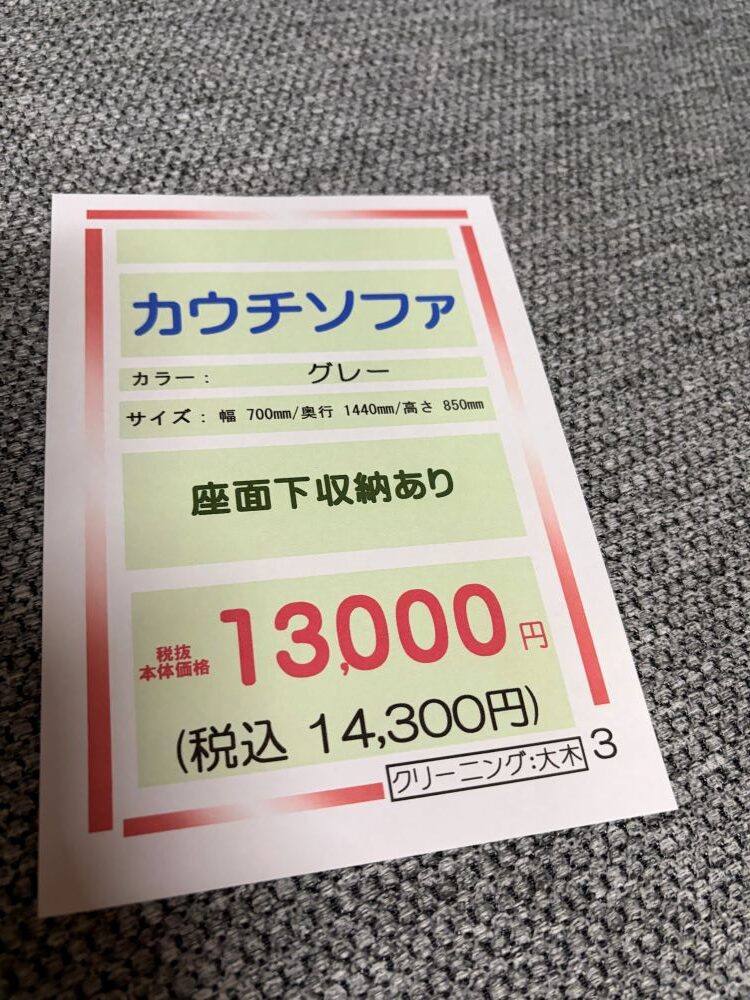 カウチソファ
カラー： グレー
サイズ：幅 700mm/奥行 1440mm/高さ 850mm
座面下収納あり
税抜
本体価格 13,000円
(税込 14,300円)
クリーニング:大木 3